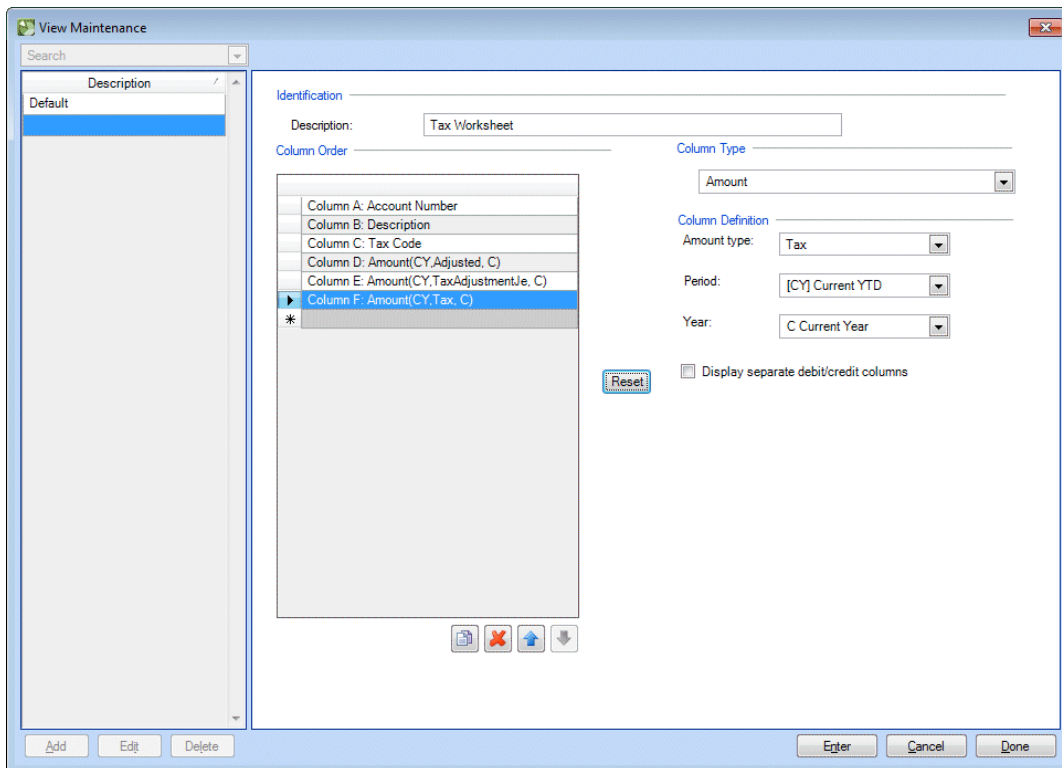 View Maintenance
Search
Description
Default
Identification
Description: Tax Worksheet
Column Order
Column A: Account Number
Column B: Description
Column C: Tax Code
Column D: Amount(CY,Adjusted, C)
Column E: Amount(CY,TaxAdjustmentJe, C)
Column F: Amount(CY,Tax, C)
Reset
Column Type
Amount
Column Definition
Amount type: Tax
Period: [CY] Current YTD
Year: C Current Year
Display separate debit/credit columns
Add Edit Delete
Enter Cancel Done